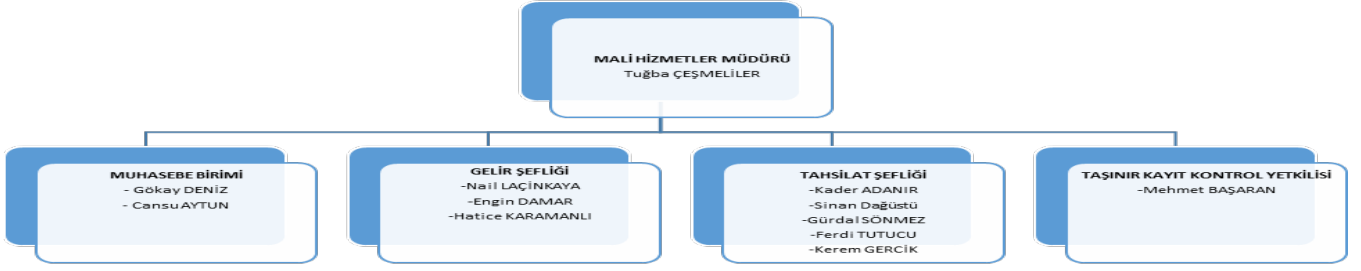 MALİ HİZMETLER MÜDÜRÜ
Tuğba ÇEŞMELİLER
MUHASEBE BİRİMİ
- Gökay DENİZ
- Cansu AYTUN
GELİR ŞEFLİĞİ
-Nail LAÇİNKAYA
-Engin DAMAR
-Hatice KARAMANLI
TAHSİLAT ŞEFLİĞİ
-Kader ADANIR
-Sinan Dağüstü
-Gürdal SÖNMEZ
-Ferdi TUTUCU
-Kerem GERCİK
TAŞINIR KAYIT KONTROL YETKİLİSİ
-Mehmet BAŞARAN